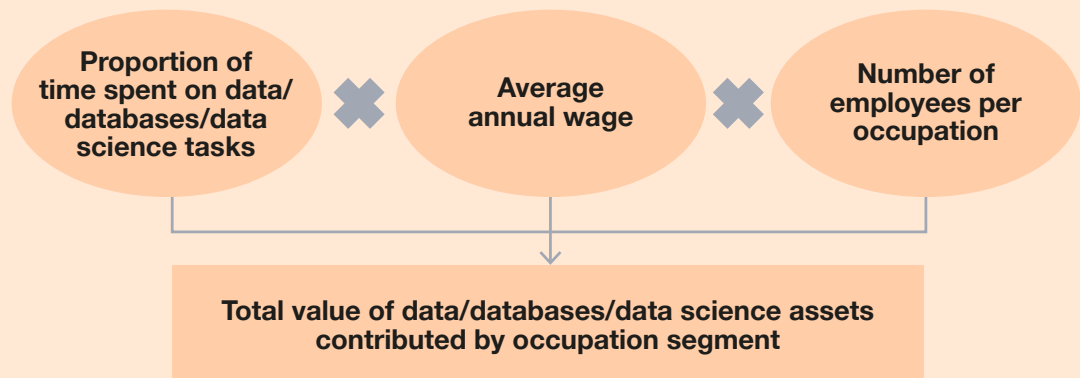 Proportion of
time spent on data/
databases/data
science tasks
Average
annual wage
Number of
employees per
occupation
Total value of data/databases/data science assets
contributed by occupation segment